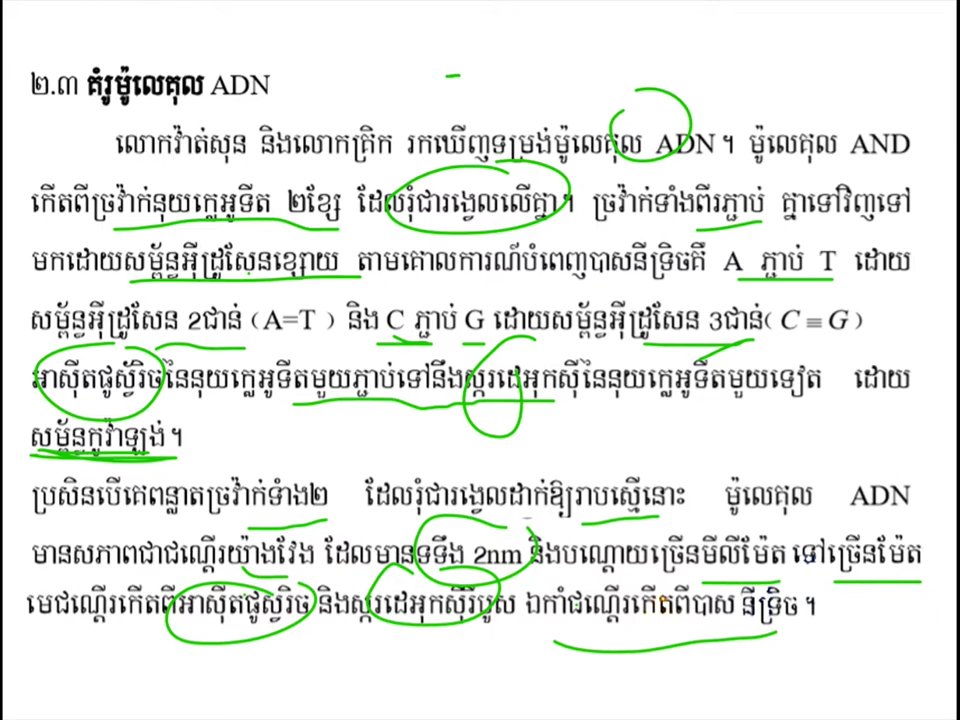 ២.៣ គំរូម៉ូលេគុល ADN
លោកវ៉ាត់សុន និងលោកគ្រិក រកឃើញទម្រង់ម៉ូលេគុល ADN ។ ម៉ូលេគុល AND
កើតពីច្រវ៉ាក់នុយក្លេអូទីត ២ខ្សែ ដែលរុំជារង្វេលលើគ្នា។ ច្រវ៉ាក់ទាំងពីរភ្ជាប់ គ្នាទៅវិញទៅ
មកដោយសម្ព័ន្ធអ៊ីដ្រូសែនខ្សោយ តាមគោលការណ៍បំពេញបាសនីទ្រិចគឺ A ភ្ជាប់ T ដោយ
សម្ព័ន្ធអ៊ីដ្រូសែន 2ជាន់ (A=T ) និង C ភ្ជាប់ G ដោយសម្ព័ន្ធអ៊ីដ្រូសែន 3ជាន់( C ≡ G )
អាស៊ីតផូស្វ័រិចនៃនុយក្លេអូទីតមួយភ្ជាប់ទៅនឹងស្ករដេអុកស៊ីនៃនុយក្លេអូទីតមួយទៀត ដោយ
សម្ព័ន្ធកូវ៉ាឡង់ ។
ប្រសិនបើគេពន្លាតច្រវ៉ាក់ទាំង២ ដែលរុំជារង្វេលដាក់ឱ្យរាបស្មើនោះ ម៉ូលេគុល ADN
មានសភាពជាជណ្តើរយ៉ាងវែង ដែលមានទទឹង 2nm និងបណ្តោយច្រើនមីលីម៉ែត ទៅច្រើនម៉ែត
មេជណ្តើរកើតពីអាស៊ីតផូស្វរិច និងស្ករដេអុកស៊ីរីបូស ឯកាំជណ្តើរកើតពីបាស នីទ្រិច ។